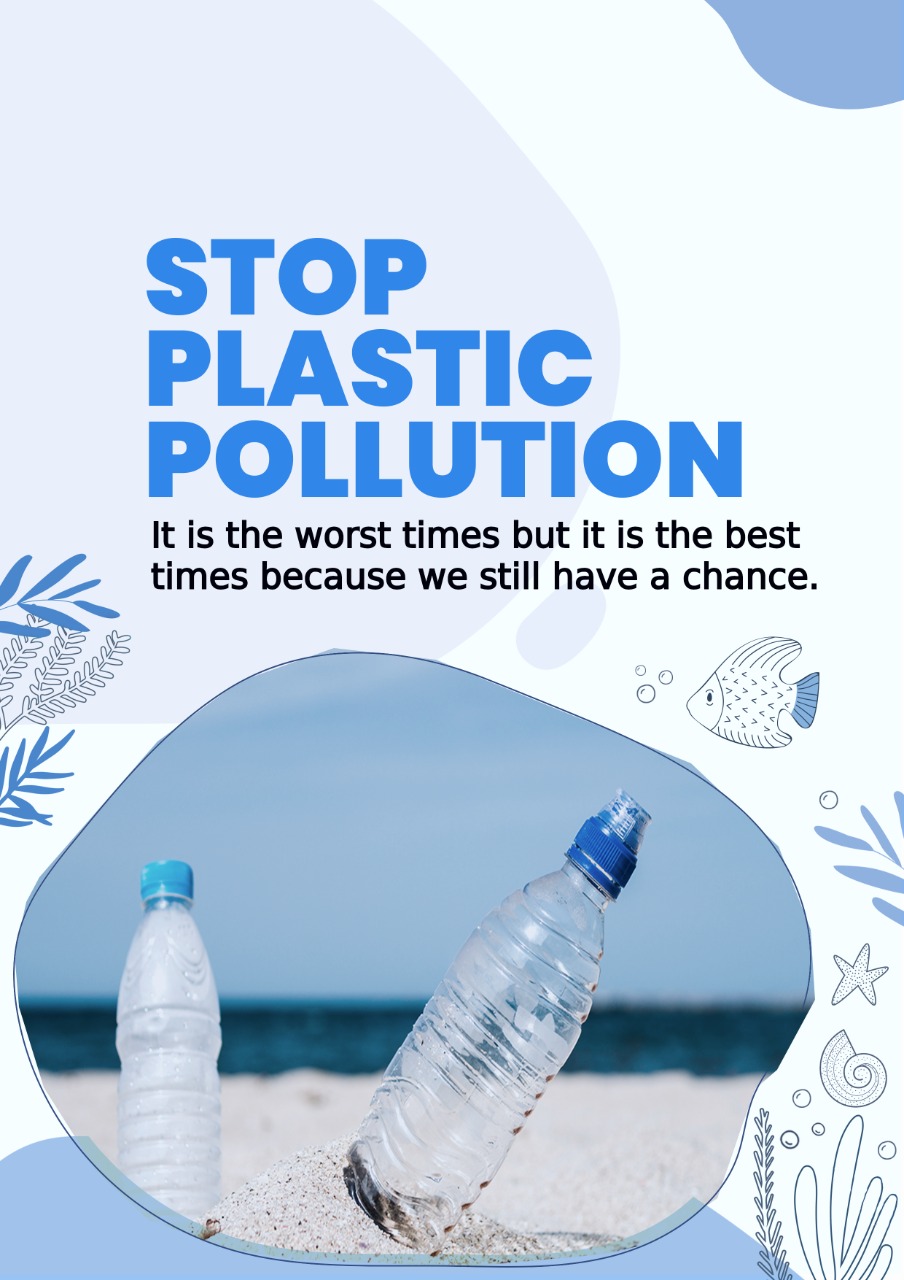 STOP
PLASTIC
POLLUTION
It is the worst times but it is the best
times because we still have a chance.